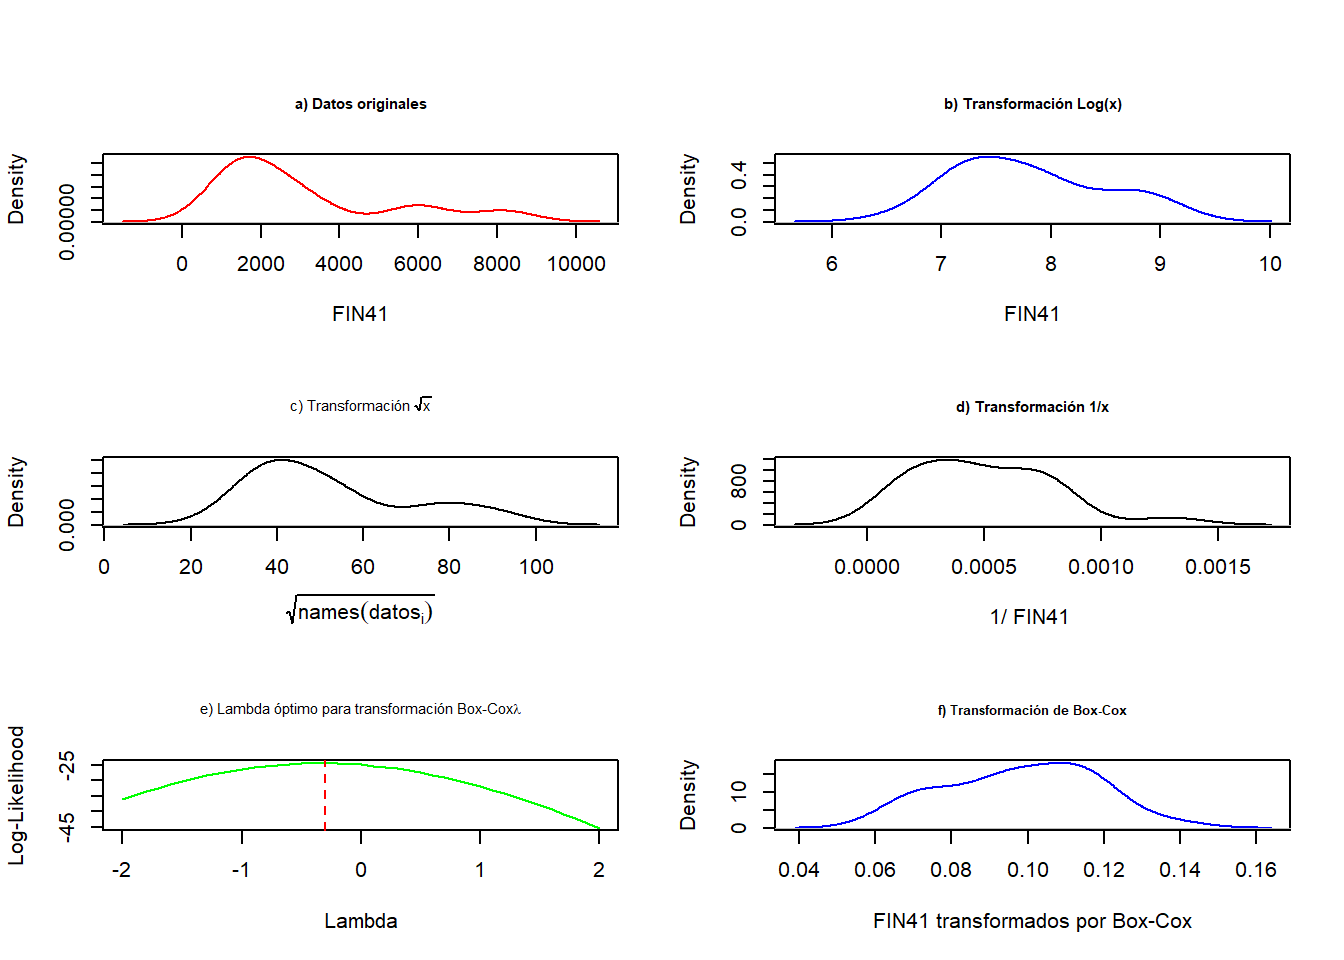 a) Datos originales
Density
0.00000
0 2000 4000 6000 8000 10000
FIN41
b) Transformación Log(x)
Density
0.0 0.4
6 7 8 9 10
FIN41
c) Transformación √x
Density
0.000
0 20 40 60 80 100
√names(datosᵢ)
d) Transformación 1/x
Density
0 800
0.0000 0.0005 0.0010 0.0015
1/ FIN41
e) Lambda óptimo para transformación Box-Coxλ
Log-Likelihood
-45 -25
-2 -1 0 1 2
Lambda
f) Transformación de Box-Cox
Density
0 10
0.04 0.06 0.08 0.10 0.12 0.14 0.16
FIN41 transformados por Box-Cox